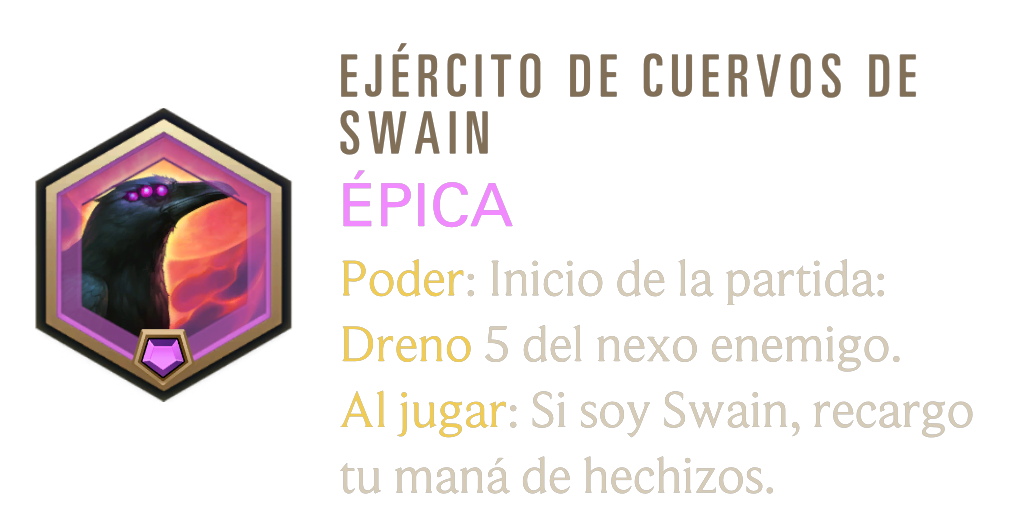 EJÉRCITO DE CUERVOS DE
SWAIN
ÉPICA
Poder: Inicio de la partida:
Dreno 5 del nexo enemigo.
Al jugar: Si soy Swain, recargo
tu maná de hechizos.